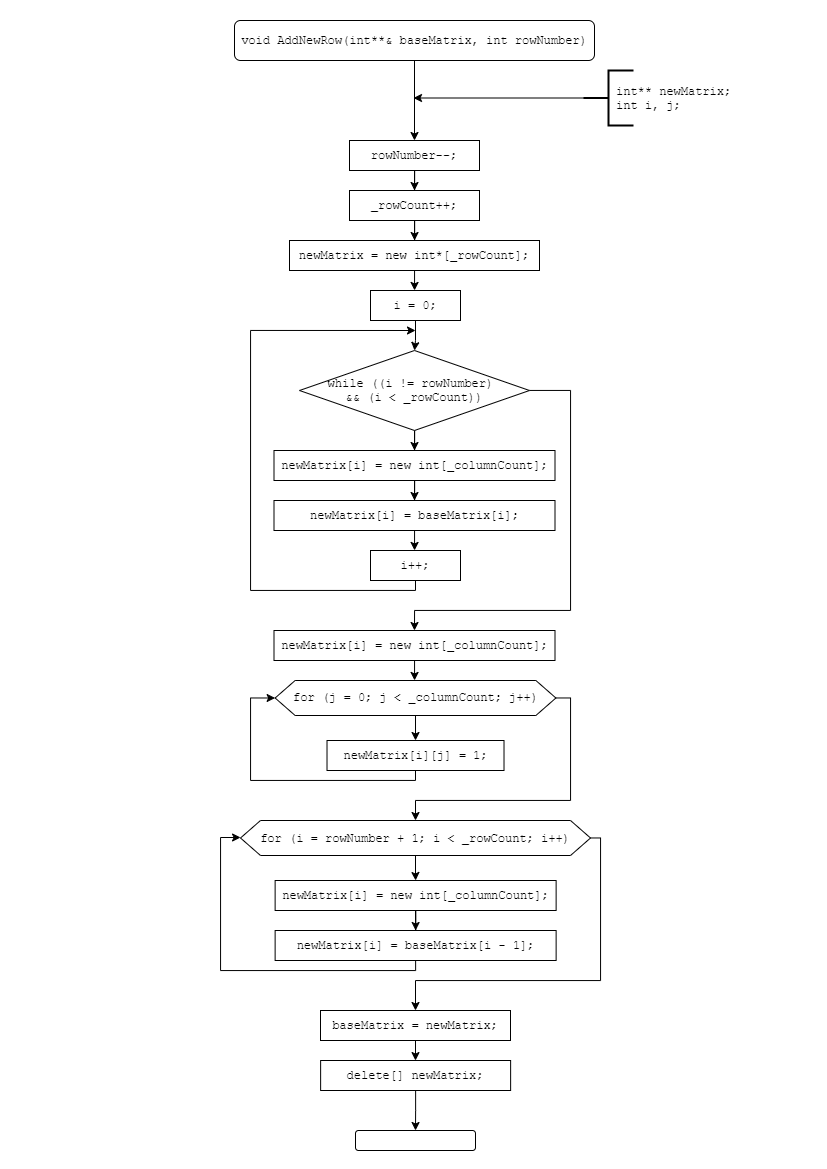 void AddNewRow(int**& baseMatrix, int rowNumber)
int** newMatrix;
int i, j;
rowNumber--;
_rowCount++;
newMatrix = new int*[_rowCount];
i = 0;
while ((i != rowNumber)
&& (i < _rowCount))
newMatrix[i] = new int[_columnCount];
newMatrix[i] = baseMatrix[i];
i++;
newMatrix[i] = new int[_columnCount];
for (j = 0; j < _columnCount; j++)
newMatrix[i][j] = 1;
for (i = rowNumber + 1; i < _rowCount; i++)
newMatrix[i] = new int[_columnCount];
newMatrix[i] = baseMatrix[i - 1];
baseMatrix = newMatrix;
delete[] newMatrix;